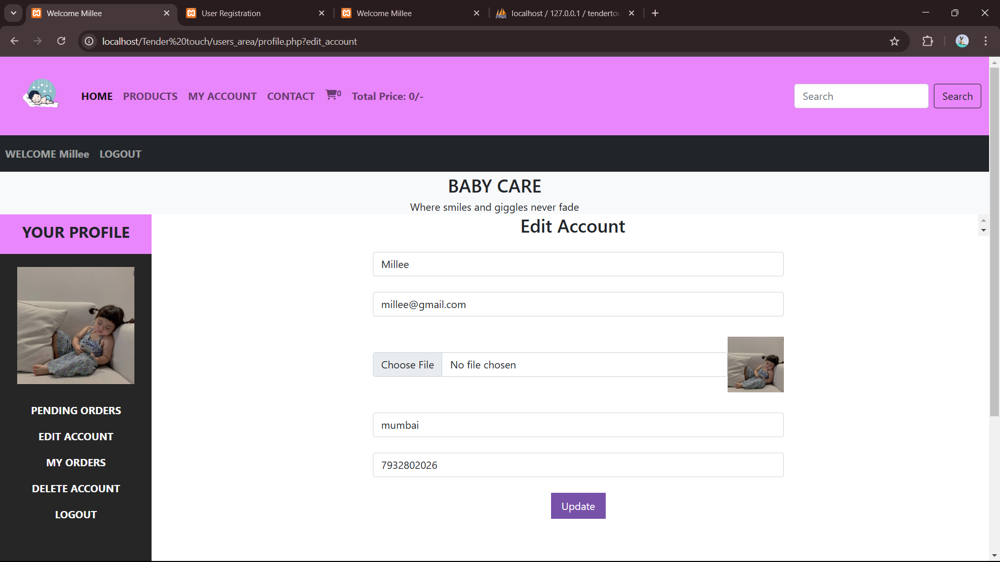 Welcome Millee
User Registration
Welcome Millee
localhost / 127.0.0.1 / tenderto
localhost/Tender%20touch/users_area/profile.php?edit_account
HOME PRODUCTS MY ACCOUNT CONTACT 0 Total Price: 0/-
Search
Search
WELCOME Millee LOGOUT
BABY CARE
Where smiles and giggles never fade
YOUR PROFILE
Edit Account
Millee
millee@gmail.com
Choose File No file chosen
mumbai
7932802026
Update
PENDING ORDERS
EDIT ACCOUNT
MY ORDERS
DELETE ACCOUNT
LOGOUT